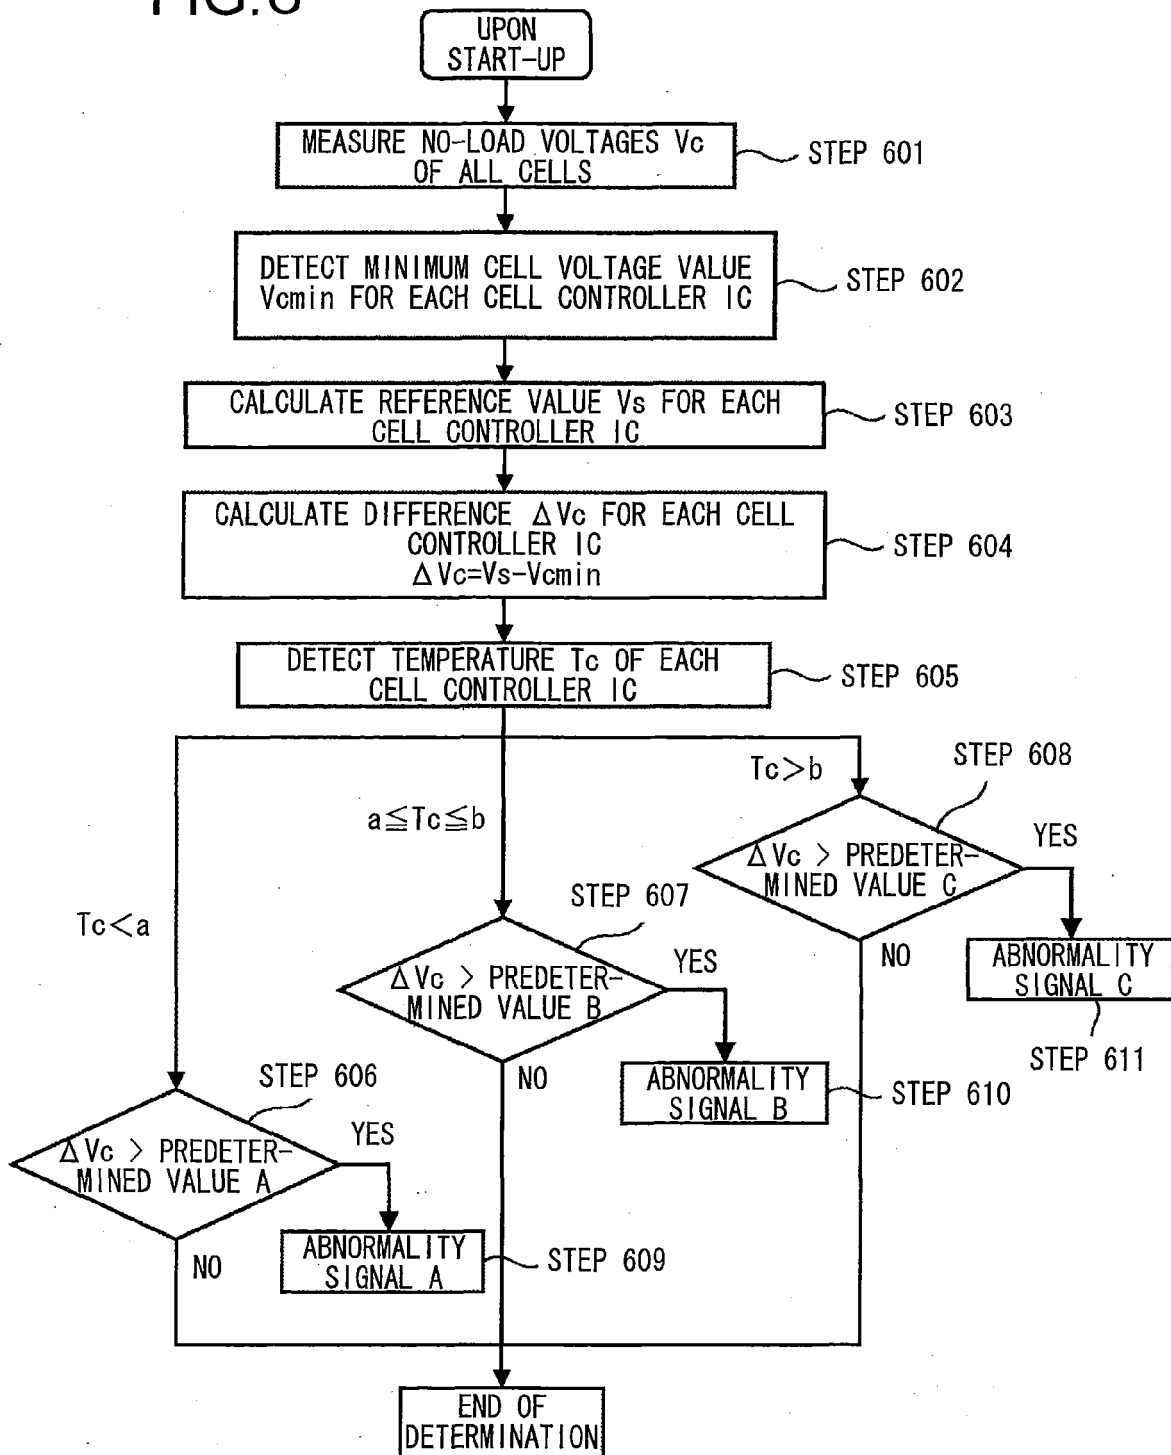 FIG.6
UPON
START-UP
MEASURE NO-LOAD VOLTAGES Vc
OF ALL CELLS
STEP 601
DETECT MINIMUM CELL VOLTAGE VALUE
Vcmin FOR EACH CELL CONTROLLER IC
STEP 602
CALCULATE REFERENCE VALUE Vs FOR EACH
CELL CONTROLLER IC
STEP 603
CALCULATE DIFFERENCE ΔVc FOR EACH CELL
CONTROLLER IC
ΔVc=Vs-Vcmin
STEP 604
DETECT TEMPERATURE Tc OF EACH
CELL CONTROLLER IC
STEP 605
Tc>b
STEP 608
a≦Tc≦b
ΔVc > PREDETER-
MINED VALUE C
YES
NO
ABNORMALITY
SIGNAL C
STEP 611
Tc<a
STEP 607
ΔVc > PREDETER-
MINED VALUE B
YES
NO
ABNORMALITY
SIGNAL B
STEP 610
STEP 606
ΔVc > PREDETER-
MINED VALUE A
YES
NO
ABNORMALITY
SIGNAL A
STEP 609
END OF
DETERMINATION